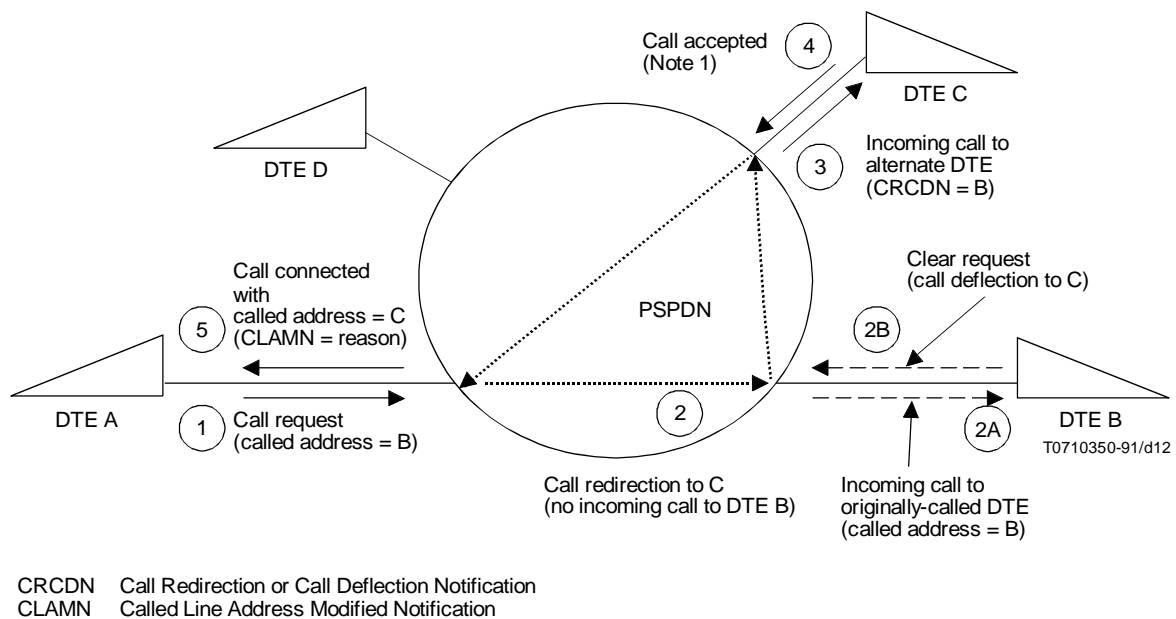 Call accepted
(Note 1)
4
DTE C
DTE D
3
Incoming call to
alternate DTE
(CRCDN = B)
Call connected
with
called address = C
(CLAMN = reason)
5
PSPDN
Clear request
(call deflection to C)
2B
DTE A
1
Call request
(called address = B)
2
2A
DTE B
T0710350-91/d12
Call redirection to C
(no incoming call to DTE B)
Incoming call to
originally-called DTE
(called address = B)
CRCDN Call Redirection or Call Deflection Notification
CLAMN Called Line Address Modified Notification